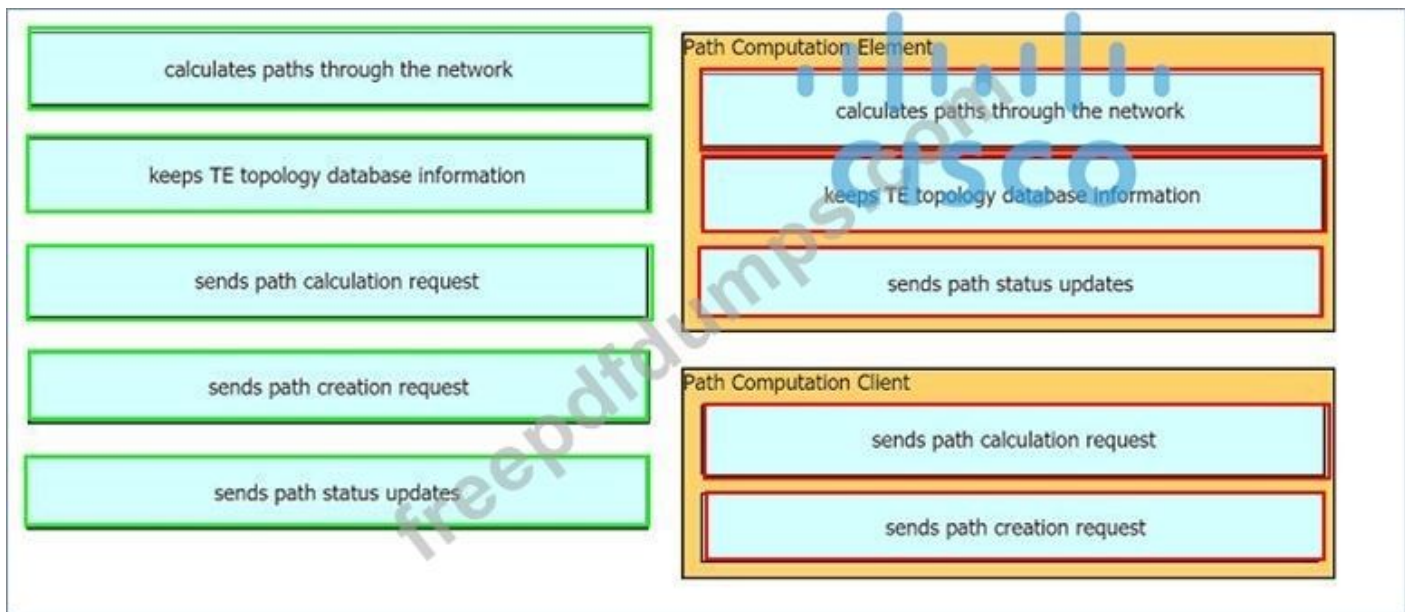 calculates paths through the network
keeps TE topology database information
sends path calculation request
sends path creation request
sends path status updates
Path Computation Element
calculates paths through the network
keeps TE topology database information
sends path status updates
Path Computation Client
sends path calculation request
sends path creation request
CISCO
freepdfdumps.com